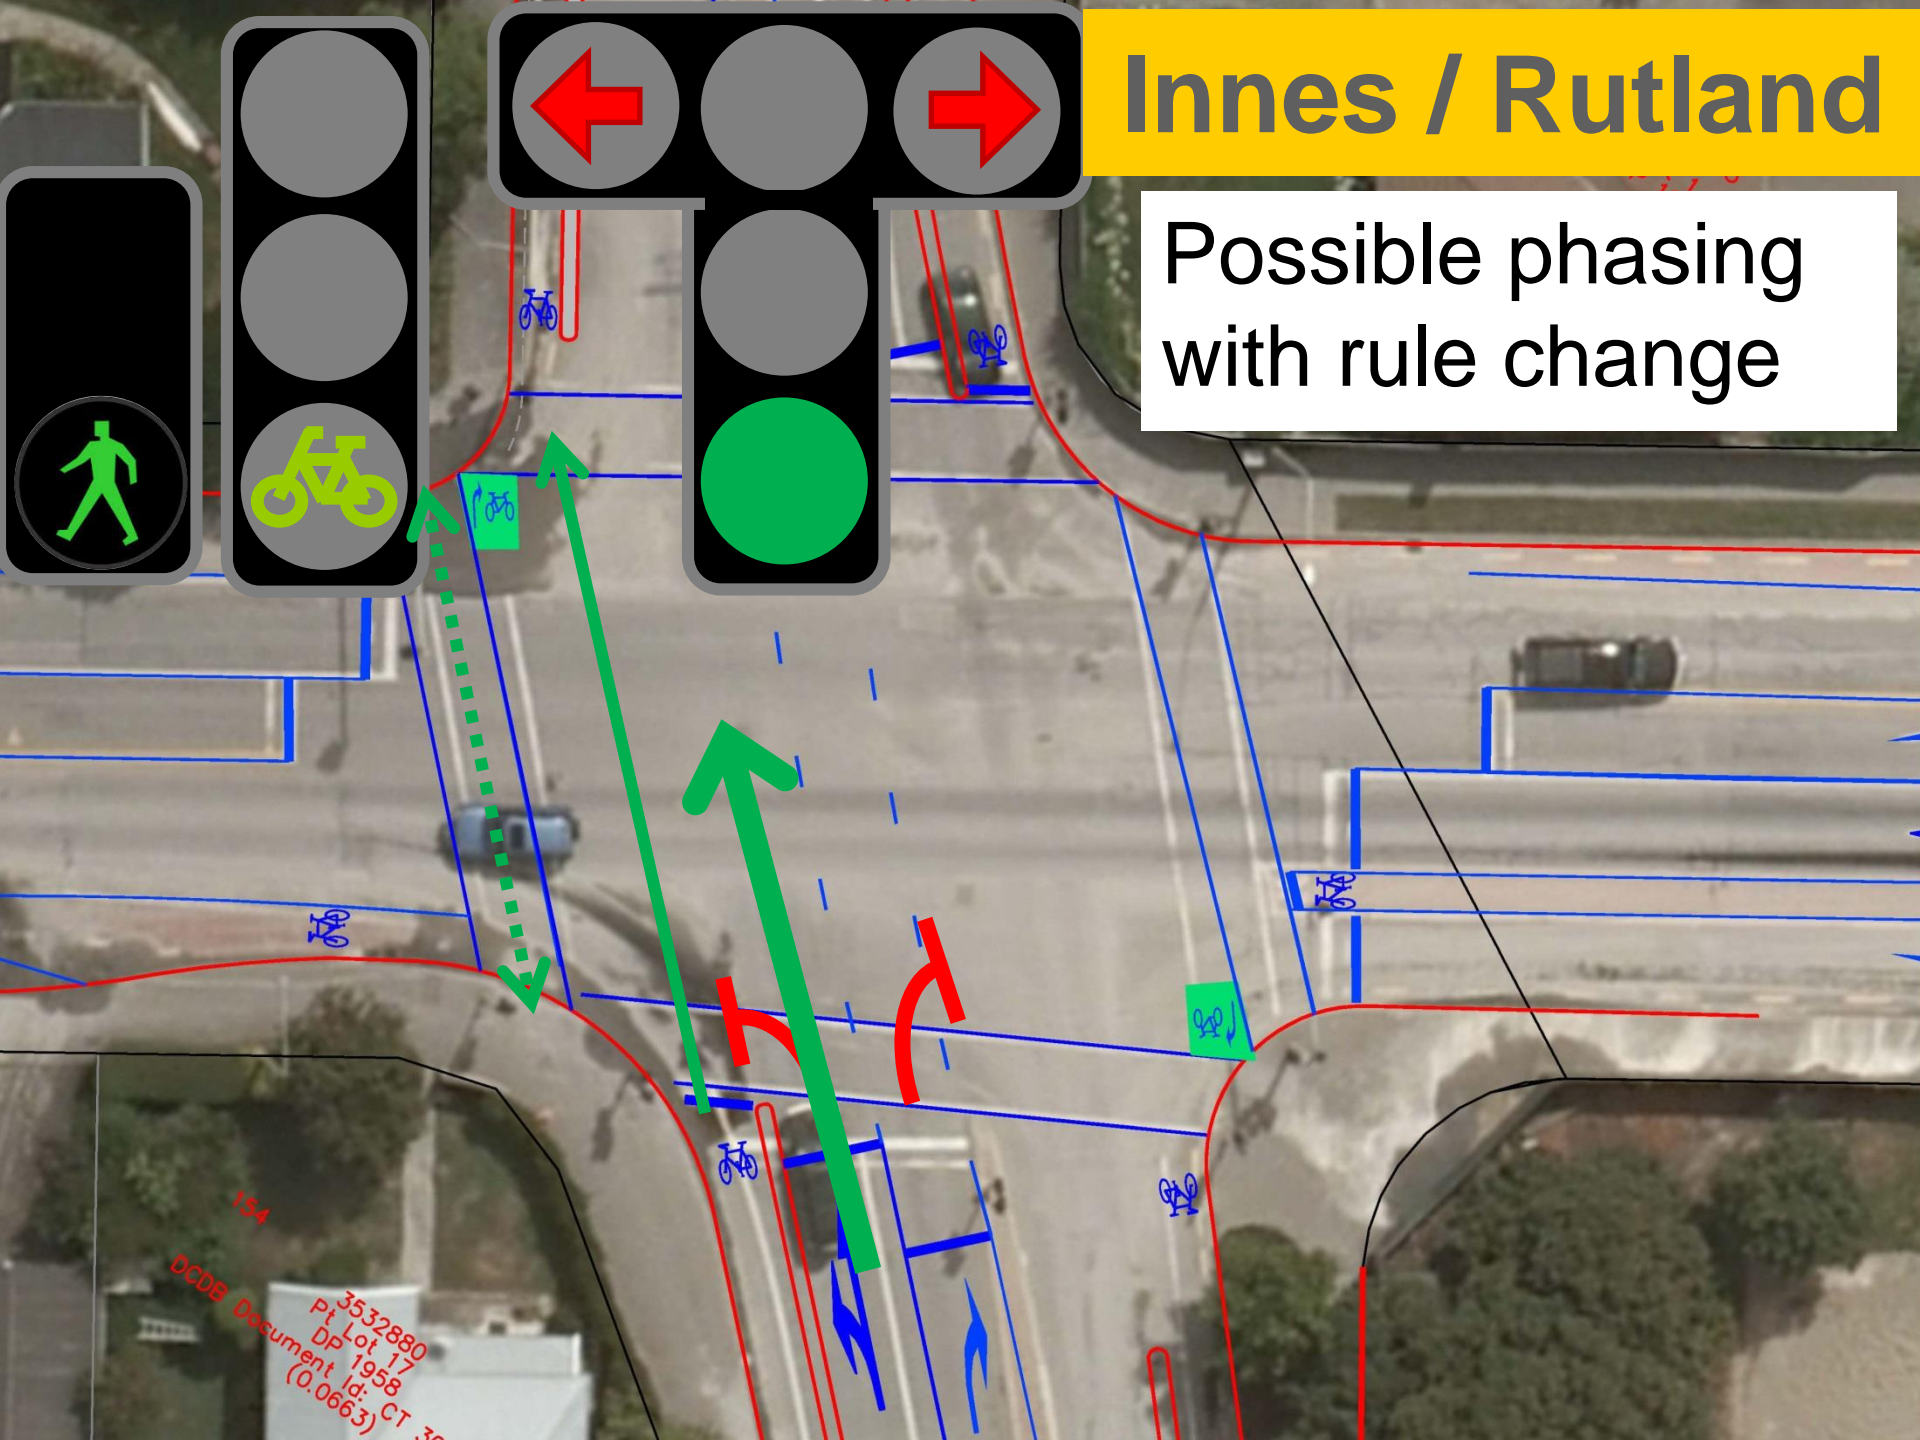 Innes / Rutland
Possible phasing
with rule change
154
3532880
Pt Lot 17
DP 1958
DCDB Document Id: CT
(0.0663)